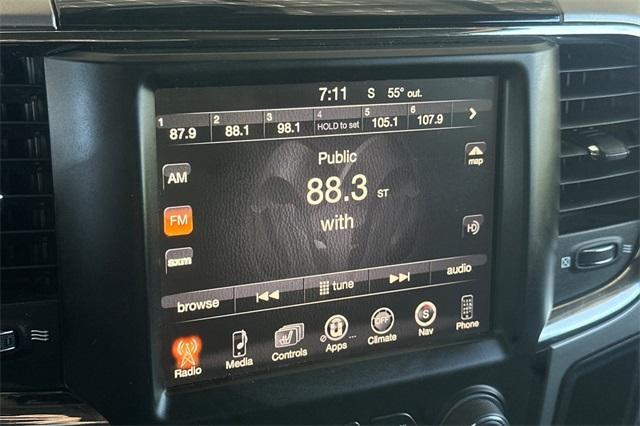 7:11 S 55° out.
1 2 3 4 5 6
87.9 88.1 98.1 HOLD to set 105.1 107.9
Public
map
AM
88.3 ST
FM
with
HD
sxm
browse tune audio
Radio Media Controls Apps... OFF Climate S Nav Phone